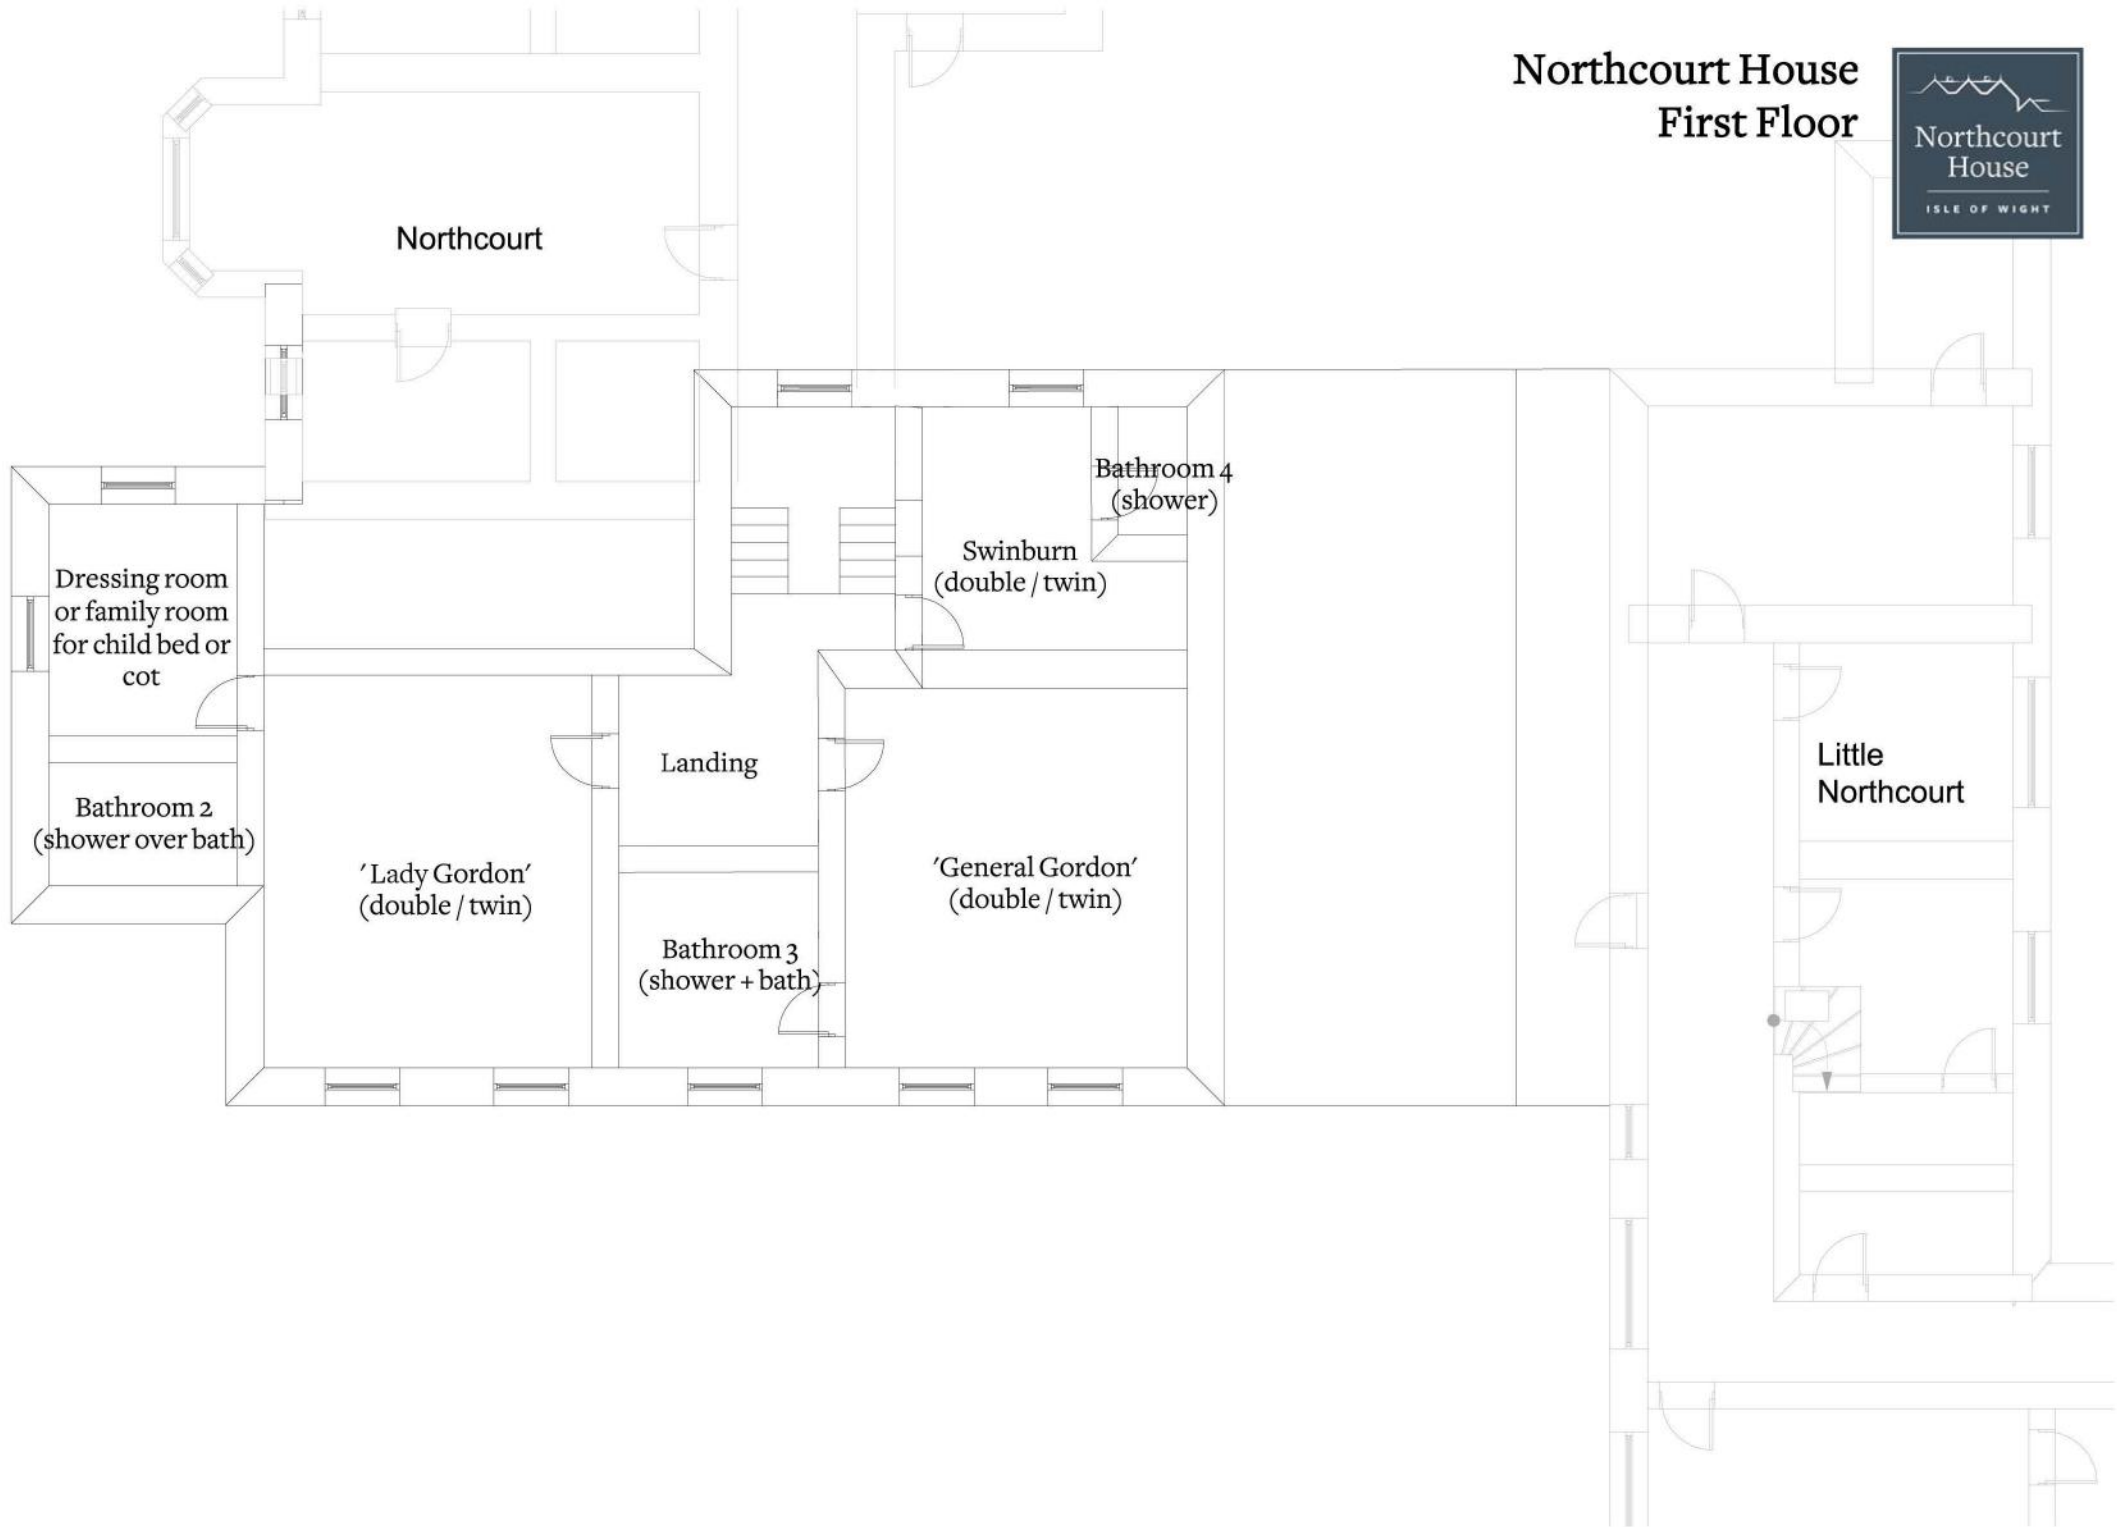 Northcourt House
First Floor
Northcourt
House
ISLE OF WIGHT
Northcourt
Bathroom 4
(shower)
Swinburn
(double / twin)
Dressing room
or family room
for child bed or
cot
Landing
Little
Northcourt
Bathroom 2
(shower over bath)
'Lady Gordon'
(double / twin)
'General Gordon'
(double / twin)
Bathroom 3
(shower + bath)